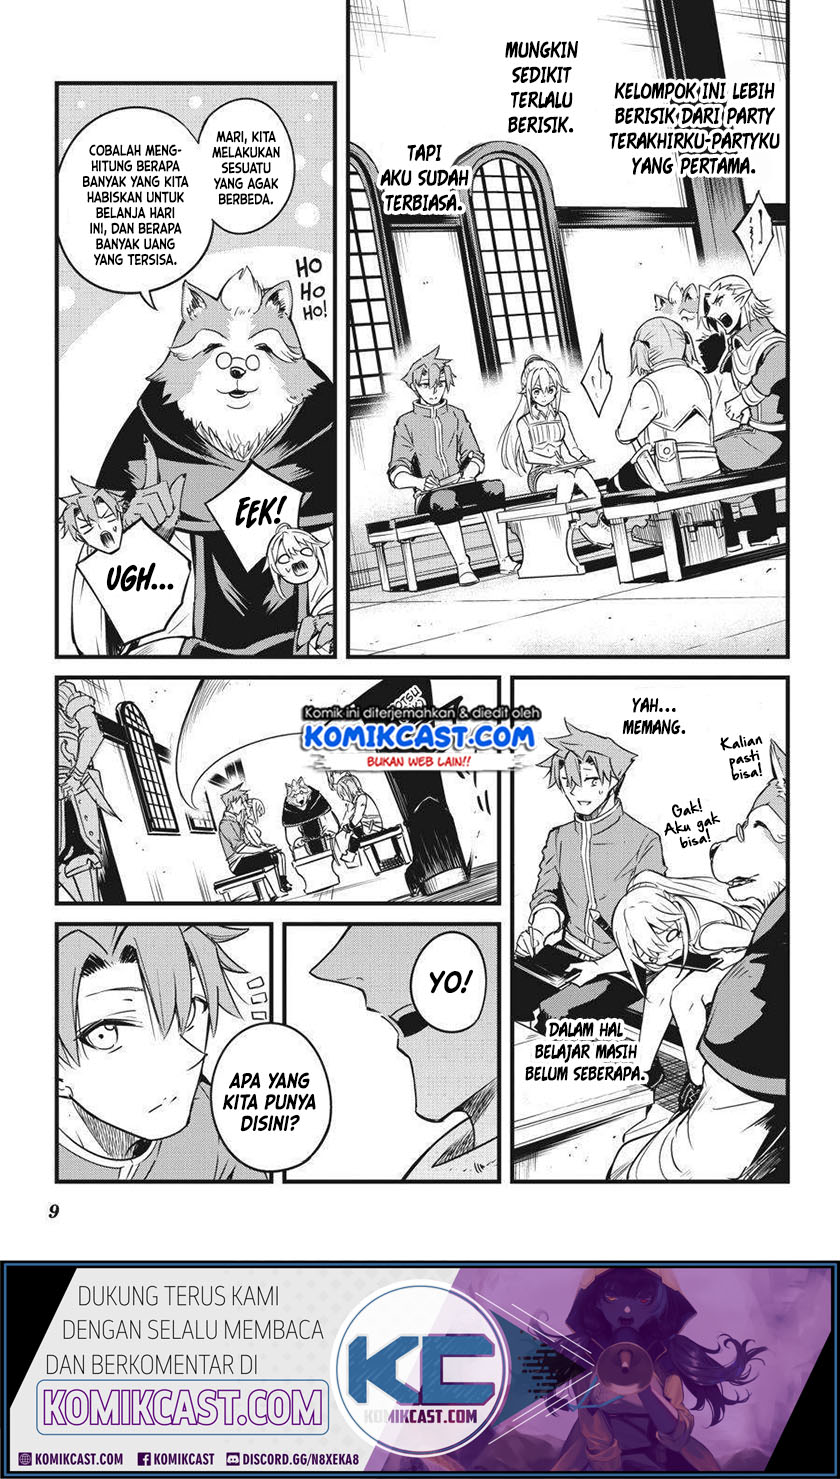 KELOMPOK INI LEBIH
BERISIK DARI PARTY
TERAKHIRKU-PARTYKU
YANG PERTAMA.
MUNGKIN
SEDIKIT
TERLALU
BERISIK.
TAPI
AKU SUDAH
TERBIASA.
MARI, KITA
MELAKUKAN
SESUATU
YANG AGAK
BERBEDA.
COBALAH MENG-
HITUNG BERAPA
BANYAK YANG KITA
HABISKAN UNTUK
BELANJA HARI
INI, DAN BERAPA
BANYAK UANG
YANG TERSISA.
HO
HO
HO!
EEK!
UGH...
YAH...
MEMANG.
Kalian
pasti
bisa!
Gak!
Aku gak
bisa!
DALAM HAL
BELAJAR MASIH
BELUM SEBERAPA.
Komik ini diterjemahkan & diedit oleh
KOMIKCAST.COM
BUKAN WEB LAIN!!
YO!
APA YANG
KITA PUNYA
DISINI?
9
DUKUNG TERUS KAMI
DENGAN SELALU MEMBACA
DAN BERKOMENTAR DI
KOMIKCAST.COM
KOMIKCAST.COM
KOMIKCAST
DISCORD.GG/N8XEKA8
KC
KOMIKCAST.COM